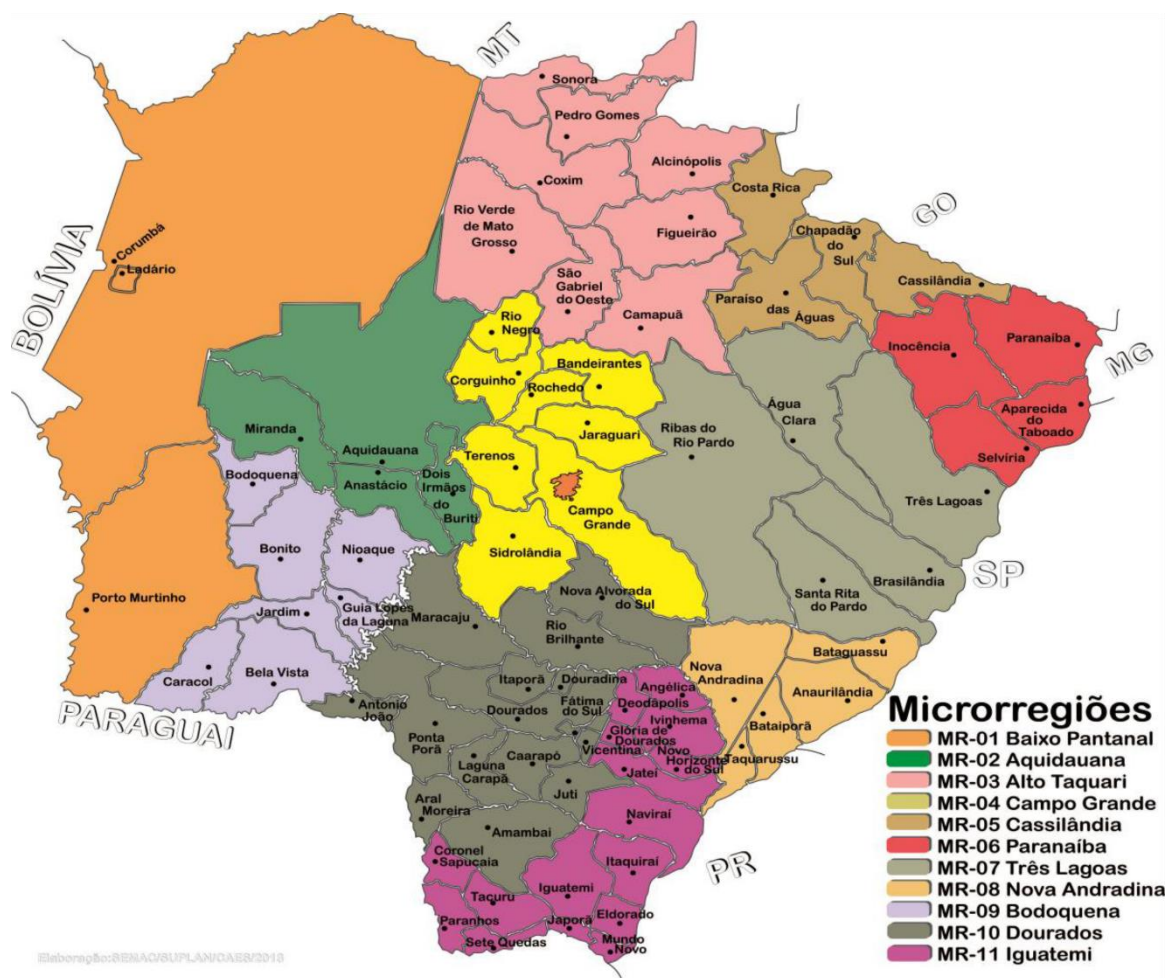 MT
Sonora
Pedro Gomes
Alcinópolis
Coxim
Costa Rica
GO
Rio Verde
de Mato
Grosso
Figueirão
Chapadão
do
Sul
BOLÍVIA
Corumbá
Ladário
São
Gabriel
do Oeste
Cassilândia
Paraíso
das
Águas
Camapuã
Rio
Negro
Inocência
Paranaiba
MG
Bandeirantes
Corguinho
Rochedo
Água
Clara
Aparecida
do
Taboado
Miranda
Jaraguari
Ribas do
Rio Pardo
Aquidauana
Terenos
Selvíria
Bodoquena
Anastácio
Dois
Irmãos
do
Buriti
Três Lagoas
Campo
Grande
Sidrolândia
Bonito
Nioaque
SP
Brasilândia
Santa Rita
do Pardo
Porto Murtinho
Nova Alvorada
do Sul
Jardim
Guia Lopes
da Laguna
Maracaju
Rio
Brilhante
Bataguassu
Caracol
Bela Vista
Nova
Andradina
Itaporã
Douradina
Angélica
Deodápolis
Anaurilândia
PARAGUAI
Antonio
João
Dourados
Fátima
do Sul
Ivinhema
Glória de
Dourados
Bataiporã
Ponta
Porã
Vicentina
Novo
Horizonte
do Sul
Taquarussu
Laguna
Carapã
Caarapó
Jateí
Juti
Aral
Moreira
Naviraí
Amambai
Coronel
Sapucaia
Itaquiraí
PR
Tacuru
Iguatemi
Paranhos
Japorã
Eldorado
Sete Quedas
Mundo
Novo
Microrregiões
MR-01 Baixo Pantanal
MR-02 Aquidauana
MR-03 Alto Taquari
MR-04 Campo Grande
MR-05 Cassilândia
MR-06 Paranaíba
MR-07 Três Lagoas
MR-08 Nova Andradina
MR-09 Bodoquena
MR-10 Dourados
MR-11 Iguatemi